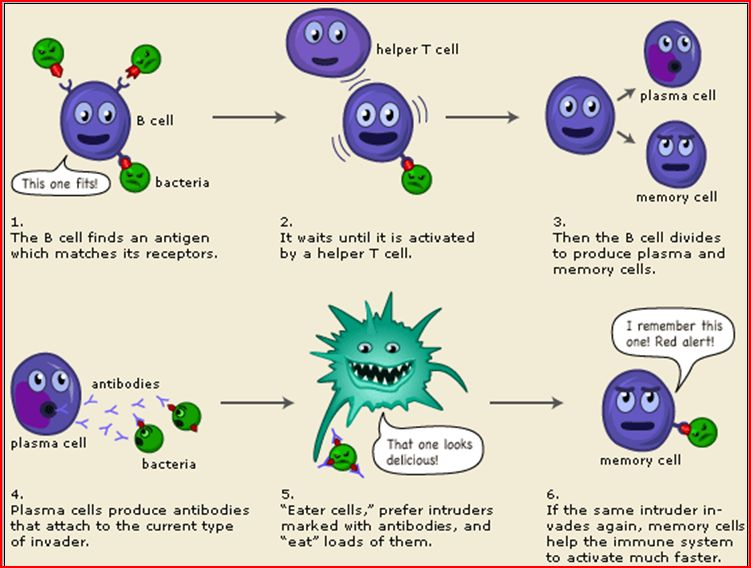 helper T cell
B cell
This one fits!
bacteria
plasma cell
memory cell
1.
The B cell finds an antigen
which matches its receptors.
2.
It waits until it is activated
by a helper T cell.
3.
Then the B cell divides
to produce plasma and
memory cells.
antibodies
plasma cell
bacteria
That one looks
delicious!
I remember this
one! Red alert!
memory cell
4.
Plasma cells produce antibodies
that attach to the current type
of invader.
5.
“Eater cells,” prefer intruders
marked with antibodies, and
“eat” loads of them.
6.
If the same intruder in-
vades again, memory cells
help the immune system
to activate much faster.